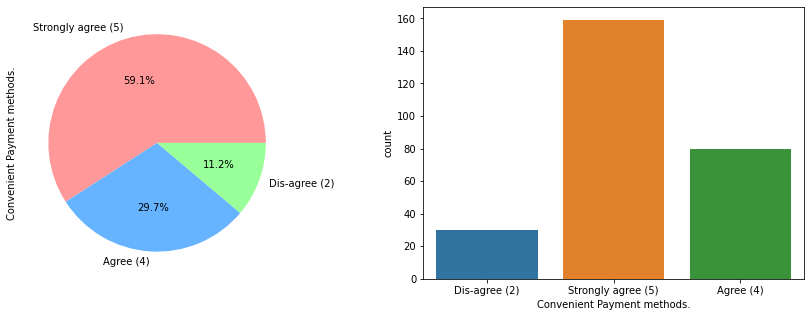 Strongly agree (5)
59.1%
Convenient Payment methods.
11.2%
Dis-agree (2)
29.7%
Agree (4)
160
140
120
100
80
60
40
20
0
count
Dis-agree (2)
Strongly agree (5)
Agree (4)
Convenient Payment methods.